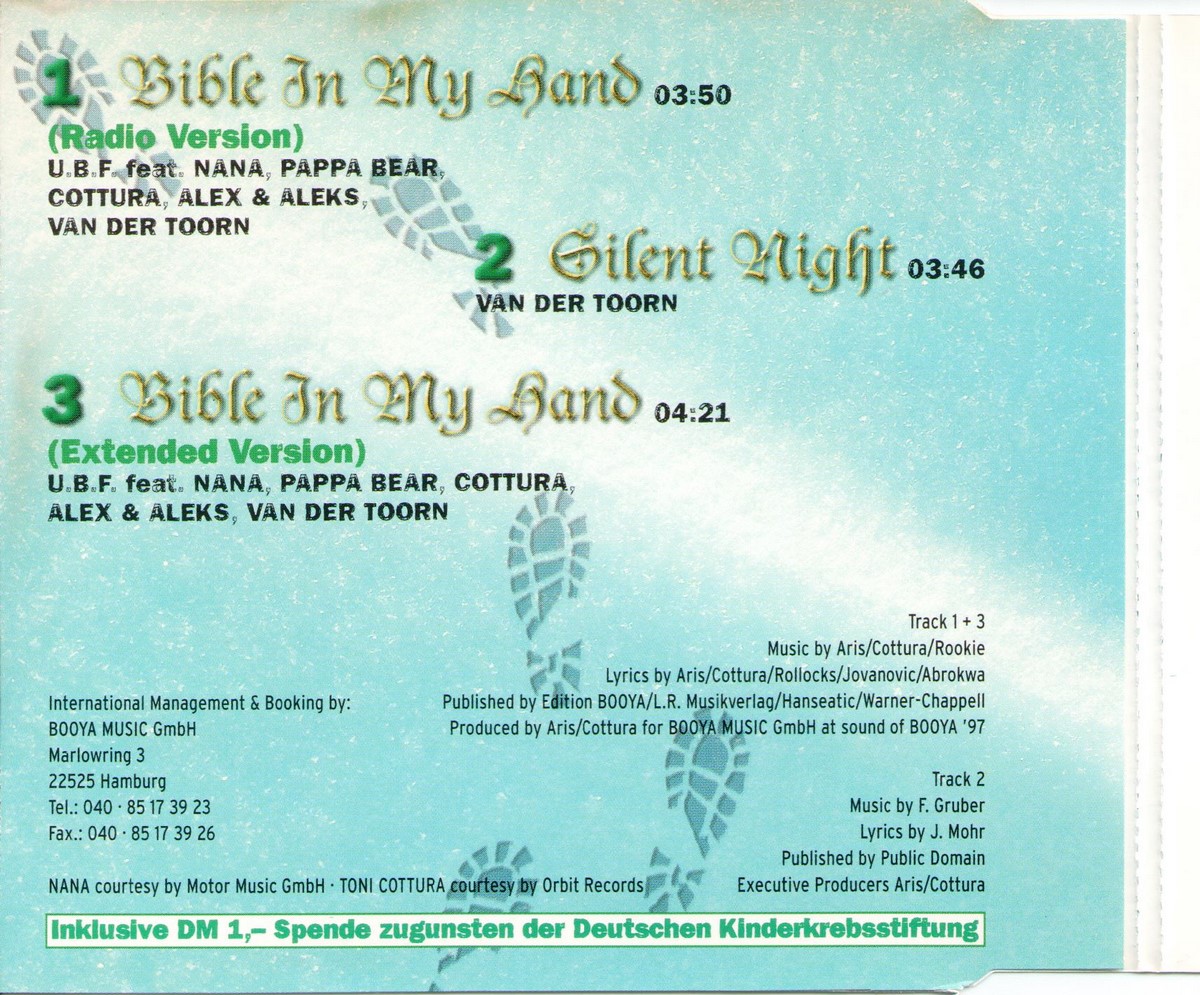 1 Bible In My Hand 03:50
(Radio Version)
U.B.F. feat. NANA, PAPPA BEAR,
COTTURA, ALEX & ALEKS,
VAN DER TOORN
2 Silent Night 03:46
VAN DER TOORN
3 Bible In My Hand 04:21
(Extended Version)
U.B.F. feat. NANA, PAPPA BEAR, COTTURA,
ALEX & ALEKS, VAN DER TOORN
Track 1 + 3
Music by Aris/Cottura/Rookie
Lyrics by Aris/Cottura/Rollocks/Jovanovic/Abrokwa
Published by Edition BOOYA/L.R. Musikverlag/Hanseatic/Warner-Chappell
Produced by Aris/Cottura for BOOYA MUSIC GmbH at sound of BOOYA '97
International Management & Booking by:
BOOYA MUSIC GmbH
Marlowring 3
22525 Hamburg
Tel.: 040 · 85 17 39 23
Fax.: 040 · 85 17 39 26
Track 2
Music by F. Gruber
Lyrics by J. Mohr
Published by Public Domain
Executive Producers Aris/Cottura
NANA courtesy by Motor Music GmbH · TONI COTTURA courtesy by Orbit Records
Inklusive DM 1,– Spende zugunsten der Deutschen Kinderkrebsstiftung